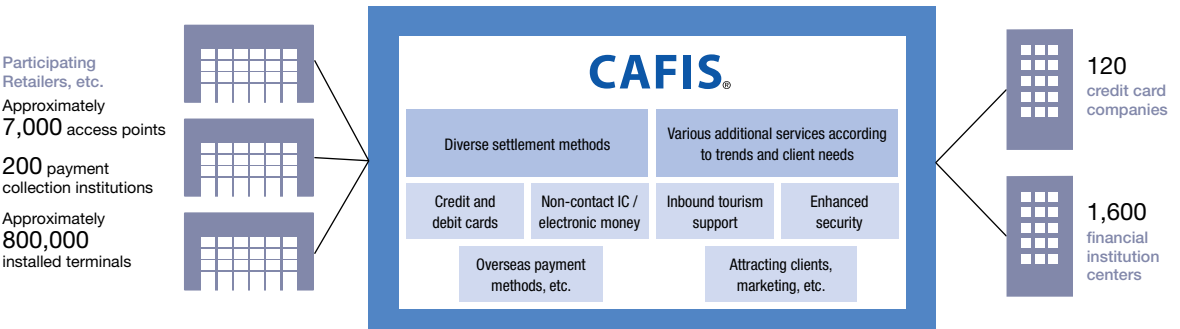 Participating
Retailers, etc.
Approximately
7,000 access points
200 payment
collection institutions
Approximately
800,000
installed terminals
CAFIS®
Diverse settlement methods
Various additional services according
to trends and client needs
Credit and
debit cards
Non-contact IC /
electronic money
Inbound tourism
support
Enhanced
security
Overseas payment
methods, etc.
Attracting clients,
marketing, etc.
120
credit card
companies
1,600
financial
institution
centers